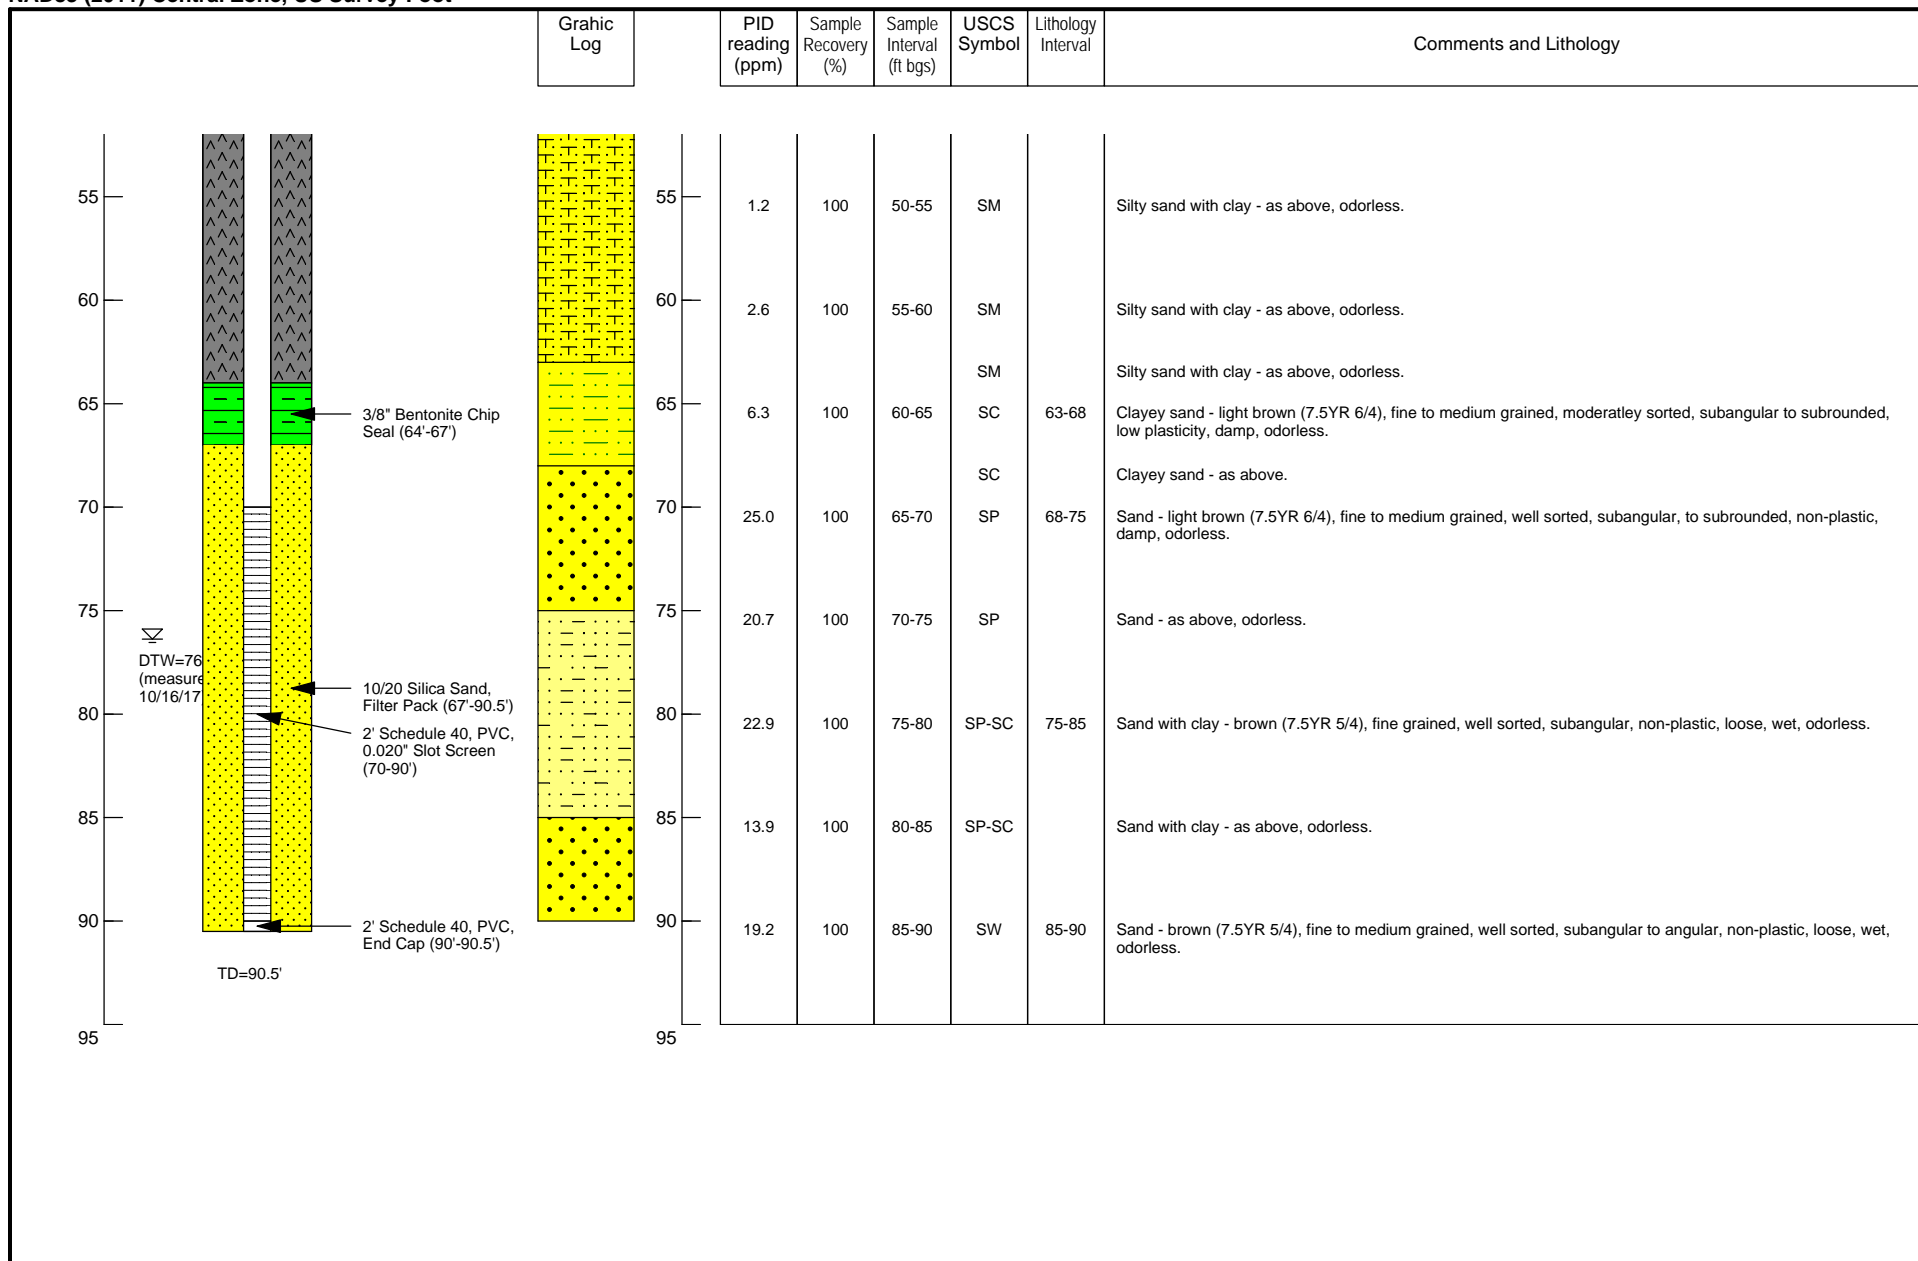 Grahic
Log
PID
reading
(ppm)
Sample
Recovery
(%)
Sample
Interval
(ft bgs)
USCS
Symbol
Lithology
Interval
Comments and Lithology
55
55
1.2 100 50-55 SM Silty sand with clay - as above, odorless.
60
60
2.6 100 55-60 SM Silty sand with clay - as above, odorless.
SM Silty sand with clay - as above, odorless.
65
3/8" Bentonite Chip
Seal (64'-67')
65
6.3 100 60-65 SC 63-68 Clayey sand - light brown (7.5YR 6/4), fine to medium grained, moderatley sorted, subangular to subrounded,
low plasticity, damp, odorless.
SC Clayey sand - as above.
70
70
25.0 100 65-70 SP 68-75 Sand - light brown (7.5YR 6/4), fine to medium grained, well sorted, subangular, to subrounded, non-plastic,
damp, odorless.
75
75
20.7 100 70-75 SP Sand - as above, odorless.
DTW=76
(measure
10/16/17
10/20 Silica Sand,
Filter Pack (67'-90.5')
80
80
2' Schedule 40, PVC,
0.020" Slot Screen
(70-90')
22.9 100 75-80 SP-SC 75-85 Sand with clay - brown (7.5YR 5/4), fine grained, well sorted, subangular, non-plastic, loose, wet, odorless.
85
85
13.9 100 80-85 SP-SC Sand with clay - as above, odorless.
90
90
2' Schedule 40, PVC,
End Cap (90'-90.5')
19.2 100 85-90 SW 85-90 Sand - brown (7.5YR 5/4), fine to medium grained, well sorted, subangular to angular, non-plastic, loose, wet,
odorless.
TD=90.5'
95
95